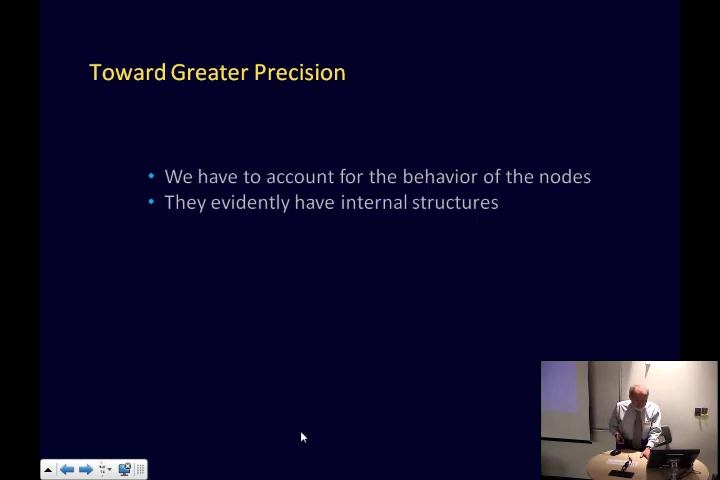 Toward Greater Precision
• We have to account for the behavior of the nodes
• They evidently have internal structures